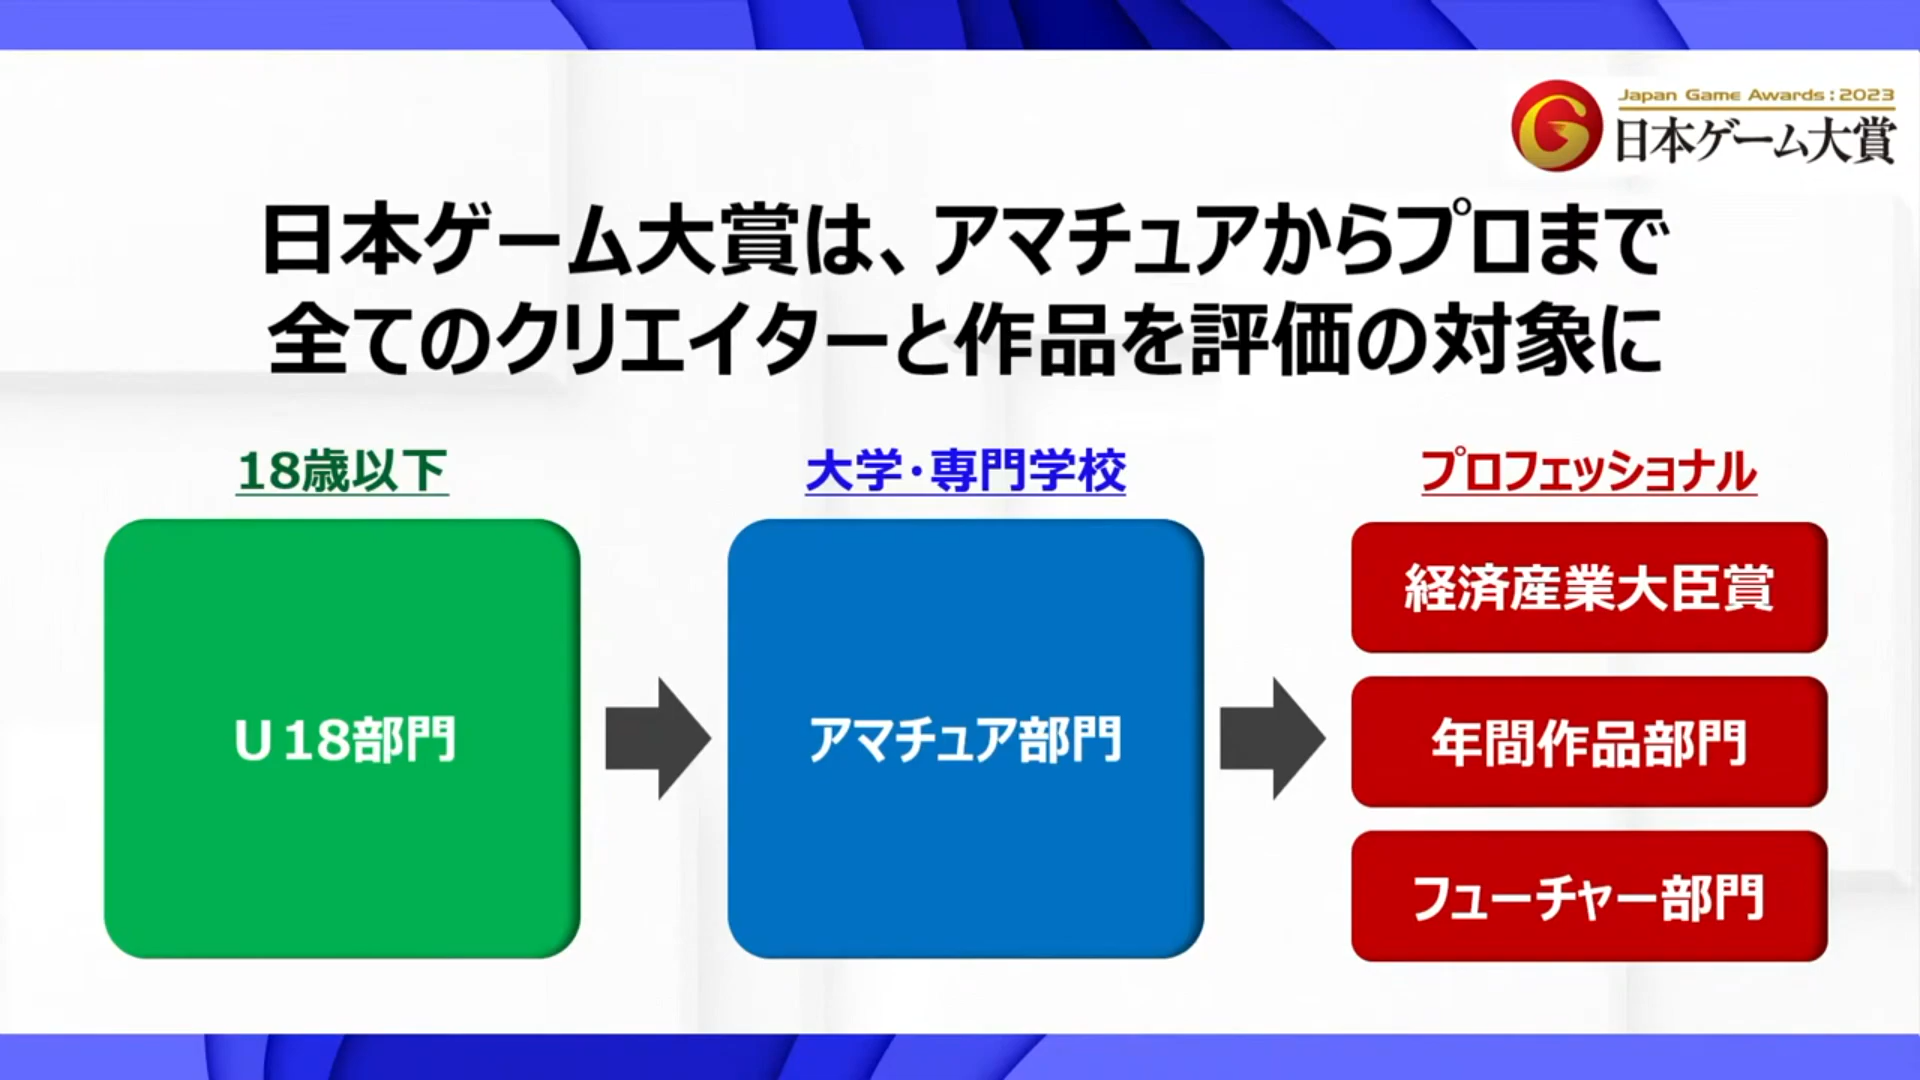 Japan Game Awards:2023
日本ゲーム大賞
日本ゲーム大賞は、アマチュアからプロまで
全てのクリエイターと作品を評価の対象に
18歳以下
U18部門
大学・専門学校
アマチュア部門
プロフェッショナル
経済産業大臣賞
年間作品部門
フューチャー部門